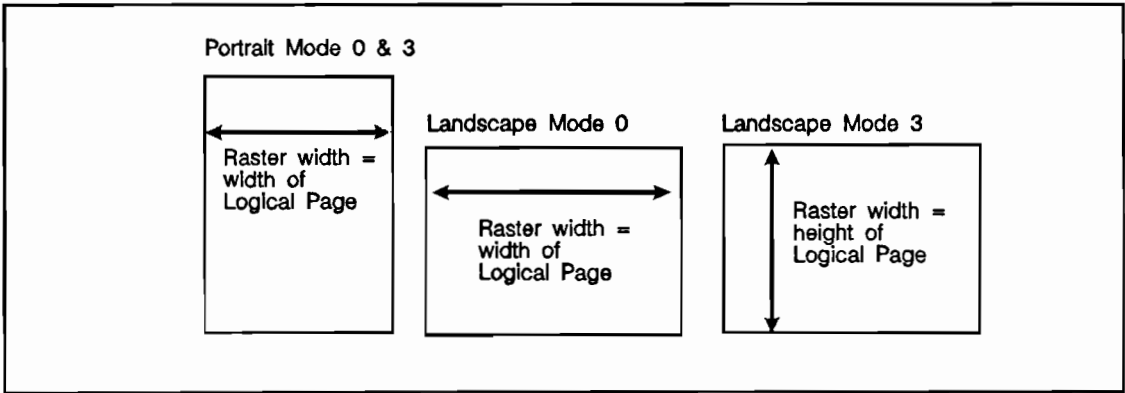 Portrait Mode 0 & 3
Raster width =
width of
Logical Page
Landscape Mode 0
Raster width =
width of
Logical Page
Landscape Mode 3
Raster width =
height of
Logical Page